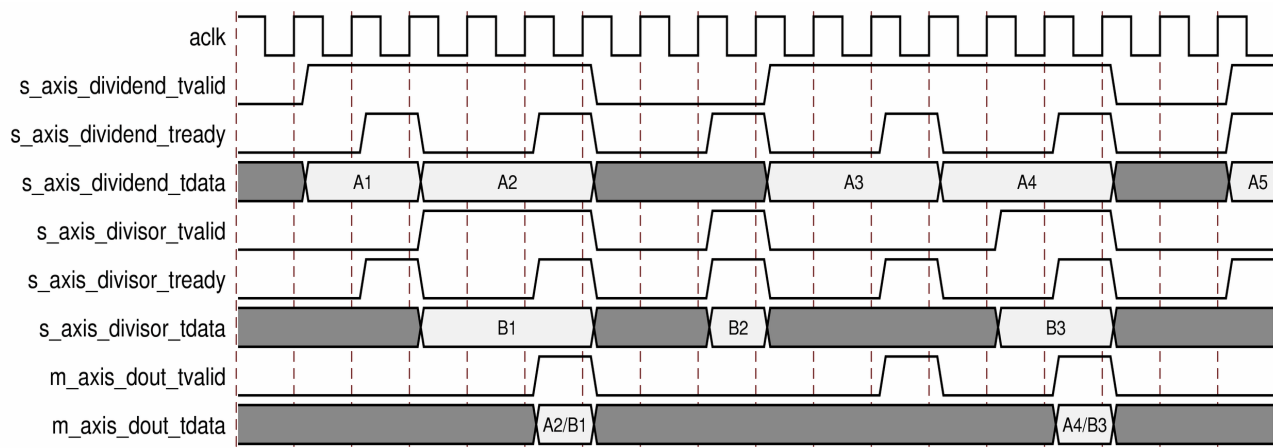 aclk
s_axis_dividend_tvalid
s_axis_dividend_tready
s_axis_dividend_tdata A1 A2 A3 A4 A5
s_axis_divisor_tvalid
s_axis_divisor_tready
s_axis_divisor_tdata B1 B2 B3
m_axis_dout_tvalid
m_axis_dout_tdata A2/B1 A4/B3